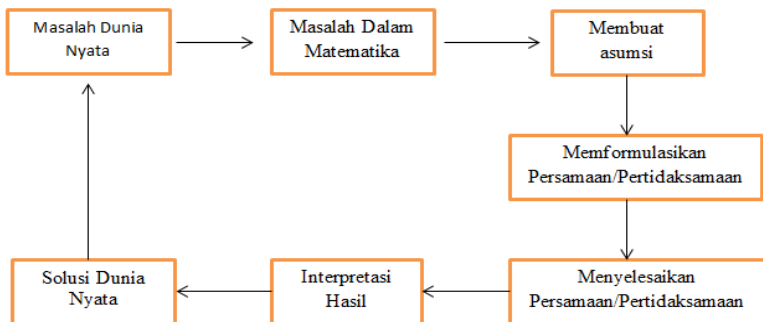 Masalah Dunia
Nyata
Masalah Dalam
Matematika
Membuat
asumsi
Memformulasikan
Persamaan/Pertidaksamaan
Menyelesaikan
Persamaan/Pertidaksamaan
Interpretasi
Hasil
Solusi Dunia
Nyata